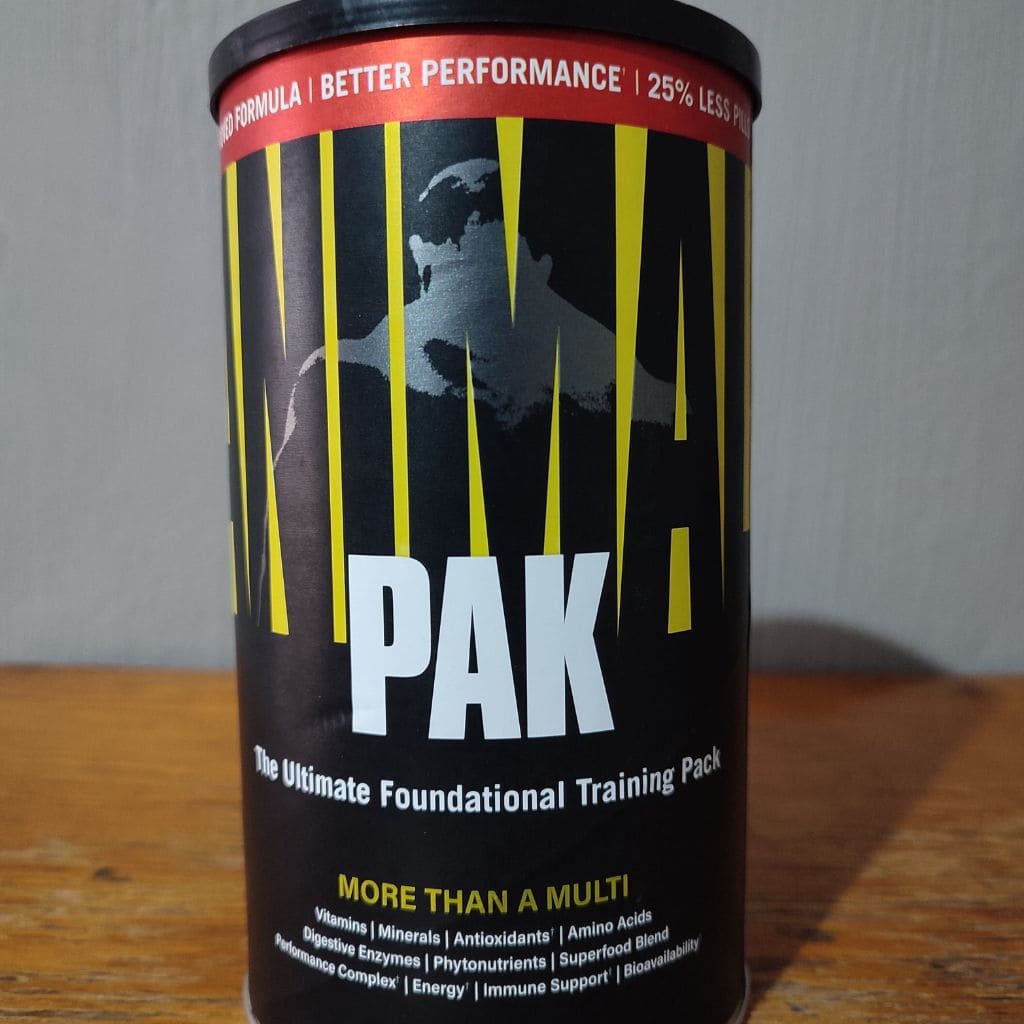 FORMULA | BETTER PERFORMANCE† | 25% LESS
ANIMA
PAK
The Ultimate Foundational Training Pack
MORE THAN A MULTI
Vitamins | Minerals | Antioxidants† | Amino Acids
Digestive Enzymes | Phytonutrients | Superfood Blend
Performance Complex† | Energy† | Immune Support† | Bioavailability†